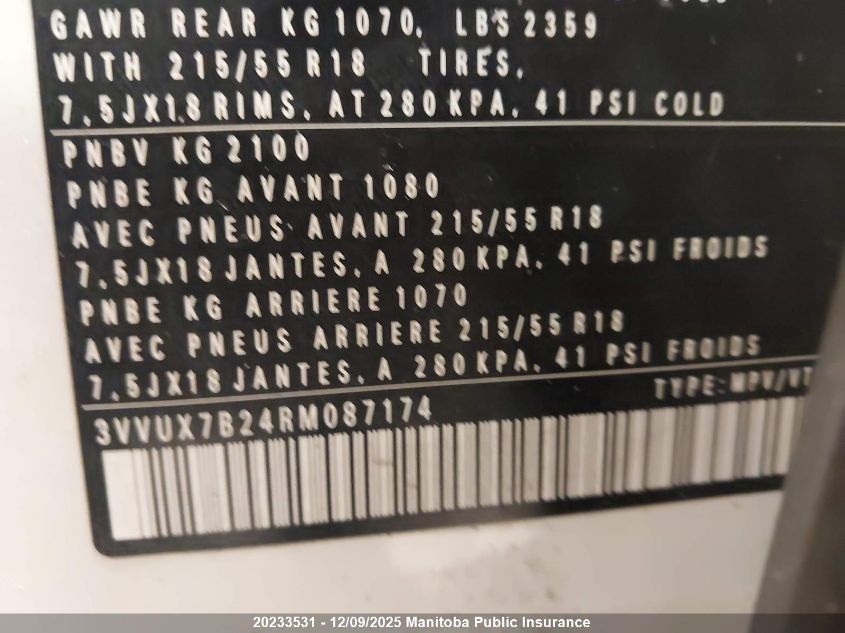 GAWR REAR KG 1070, LBS 2359
WITH 215/55 R18 TIRES,
7,5JX18 RIMS, AT 280 KPA, 41 PSI COLD
PNBV KG 2100
PNBE KG AVANT 1080
AVEC PNEUS AVANT 215/55 R18
7,5JX18 JANTES, A 280 KPA, 41 PSI FROIDS
PNBE KG ARRIERE 1070
AVEC PNEUS ARRIERE 215/55 R18
7,5JX18 JANTES, A 280 KPA, 41 PSI FROIDS
TYPE: MPV/VT
3VVUX7B24RM087174
20233531 - 12/09/2025 Manitoba Public Insurance